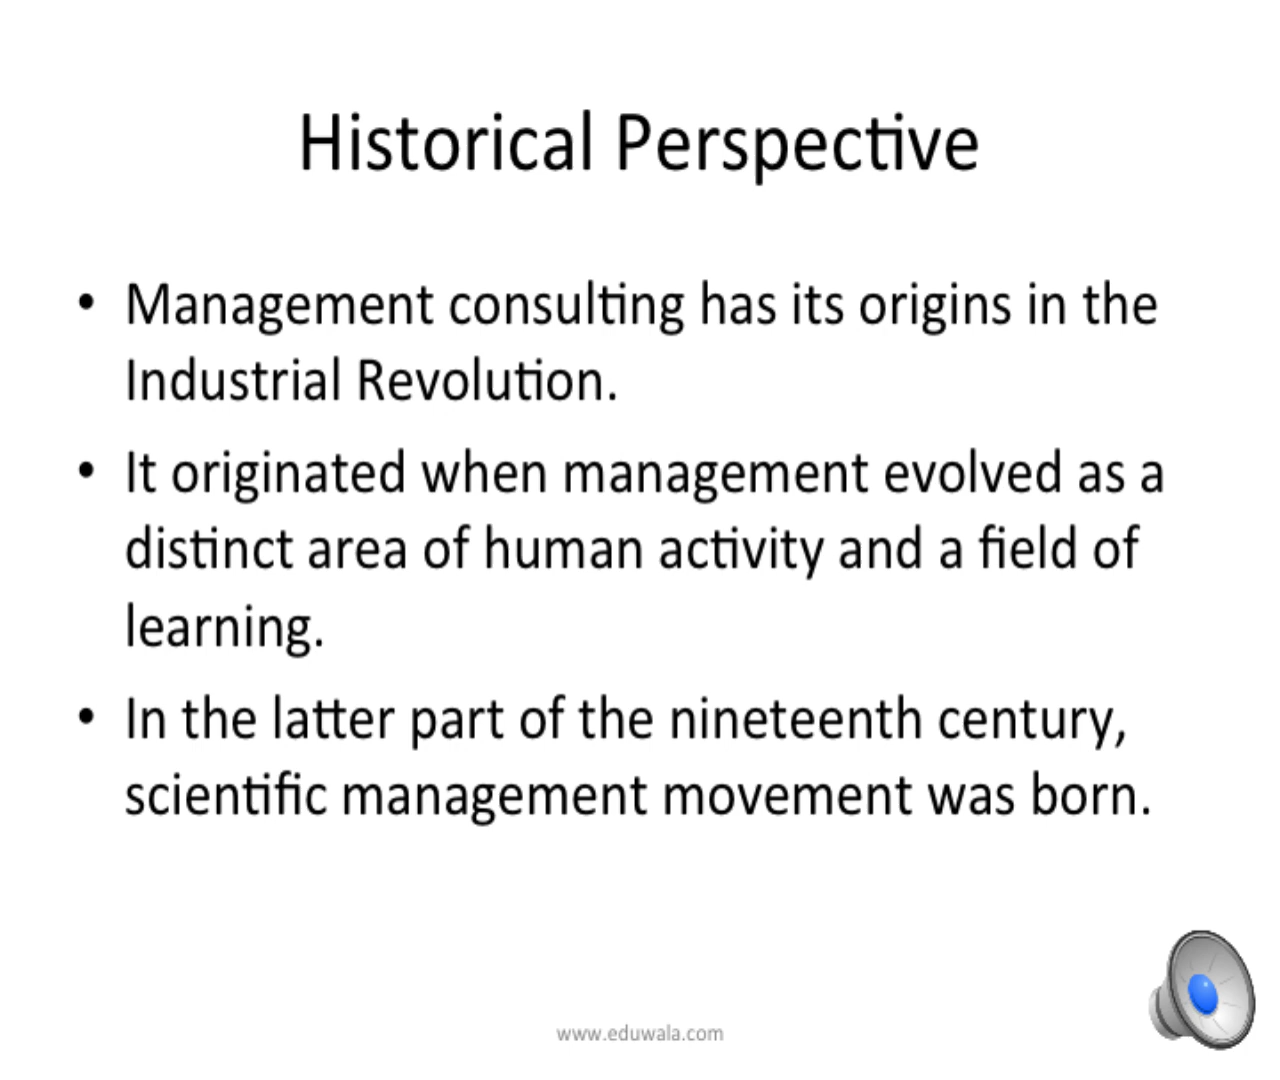 Historical Perspective
• Management consulting has its origins in the
Industrial Revolution.
• It originated when management evolved as a
distinct area of human activity and a field of
learning.
• In the latter part of the nineteenth century,
scientific management movement was born.
www.eduwala.com